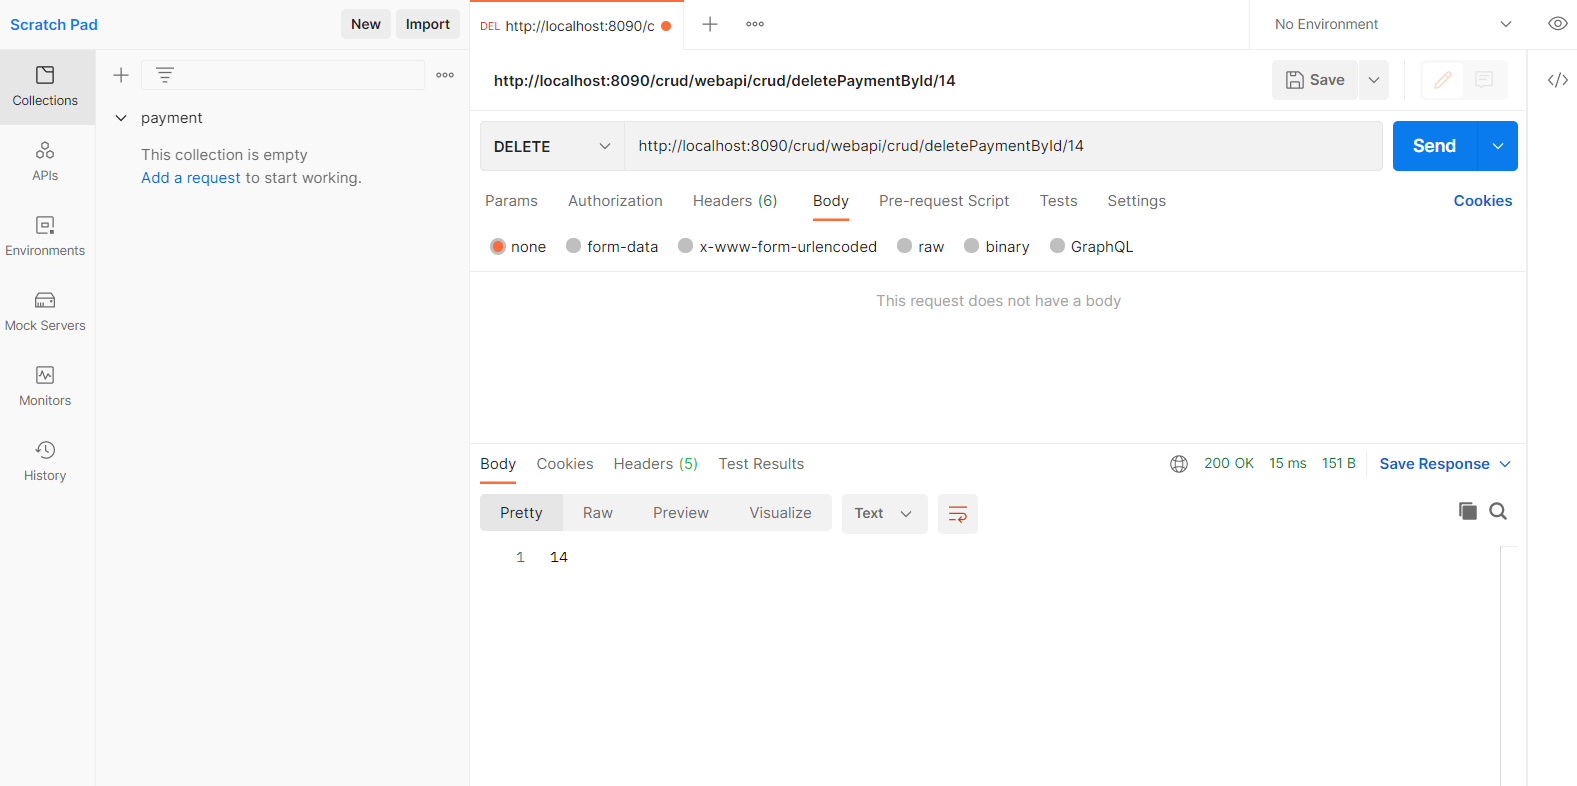 Scratch Pad
New
Import
DEL http://localhost:8090/c
No Environment
Collections
APIs
Environments
Mock Servers
Monitors
History
payment
This collection is empty
Add a request to start working.
http://localhost:8090/crud/webapi/crud/deletePaymentById/14
Save
DELETE
http://localhost:8090/crud/webapi/crud/deletePaymentById/14
Send
Params
Authorization
Headers (6)
Body
Pre-request Script
Tests
Settings
Cookies
none
form-data
x-www-form-urlencoded
raw
binary
GraphQL
This request does not have a body
Body
Cookies
Headers (5)
Test Results
200 OK
15 ms
151 B
Save Response
Pretty
Raw
Preview
Visualize
Text
1 14